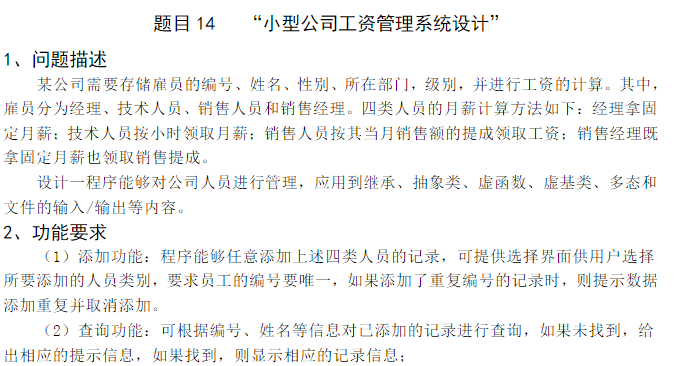 题目14 “小型公司工资管理系统设计”
1、问题描述
某公司需要存储雇员的编号、姓名、性别、所在部门，级别，并进行工资的计算。其中，
雇员分为经理、技术人员、销售人员和销售经理。四类人员的月薪计算方法如下：经理拿固
定月薪；技术人员按小时领取月薪；销售人员按其当月销售额的提成领取工资；销售经理既
拿固定月薪也领取销售提成。
设计一程序能够对公司人员进行管理，应用到继承、抽象类、虚函数、虚基类、多态和
文件的输入/输出等内容。
2、功能要求
（1）添加功能：程序能够任意添加上述四类人员的记录，可提供选择界面供用户选择
所要添加的人员类别，要求员工的编号要唯一，如果添加了重复编号的记录时，则提示数据
添加重复并取消添加。
（2）查询功能：可根据编号、姓名等信息对已添加的记录进行查询，如果未找到，给
出相应的提示信息，如果找到，则显示相应的记录信息；